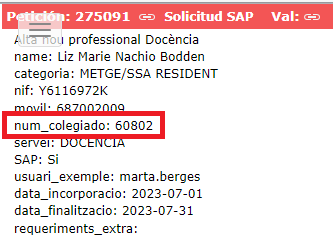 Petición: 275091 Solicitud SAP Val:
Alta nou professional Docència
name: Liz Marie Nachio Bodden
categoria: METGE/SSA RESIDENT
nif: Y6116972K
movil: 687002009
num_colegiado: 60802
servei: DOCENCIA
SAP: Si
usuari_exemple: marta.berges
data_incorporacio: 2023-07-01
data_finalitzacio: 2023-07-31
requeriments_extra: